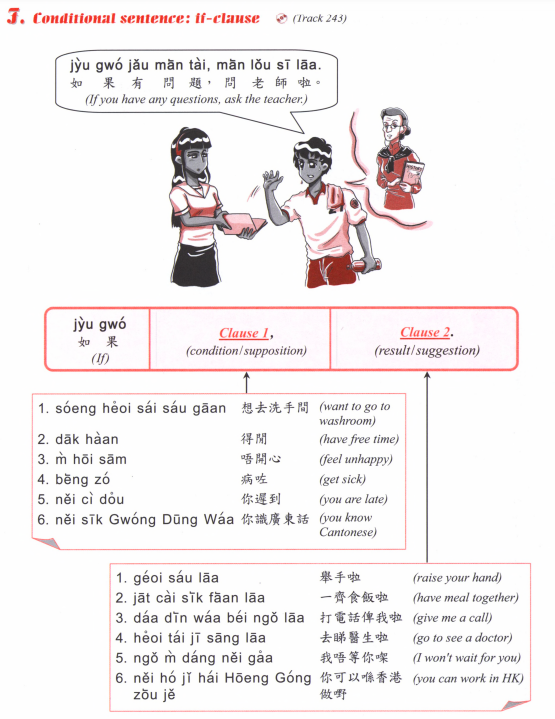 J. Conditional sentence: if-clause (Track 243)
jỳu gwó jǎu mān tài, mān lǒu sī lāa.
如果有問題，問老師啦。
(If you have any questions, ask the teacher.)
jỳu gwó
如果
(If)
Clause 1,
(condition/supposition)
Clause 2.
(result/suggestion)
1. sóeng hẻoi sái sáu gāan 想去洗手間 (want to go to washroom)
2. dāk hàan 得閒 (have free time)
3. m̀ hōi sām 唔開心 (feel unhappy)
4. bẽng zó 病咗 (get sick)
5. něi cì dỏu 你遲到 (you are late)
6. něi sīk Gwóng Dūng Wáa 你識廣東話 (you know Cantonese)
1. géoi sáu lāa 舉手啦 (raise your hand)
2. jāt cài sỉk fāan lāa 一齊食飯啦 (have meal together)
3. dáa dīn wáa béi ngǒ lāa 打電話俾我啦 (give me a call)
4. hẻoi tái jī sāng lāa 去睇醫生啦 (go to see a doctor)
5. ngǒ m̀ dáng něi gảa 我唔等你㗎 (I won't wait for you)
6. něi hó jǐ hái Hōeng Góng zỏu jě 你可以喺香港做嘢 (you can work in HK)